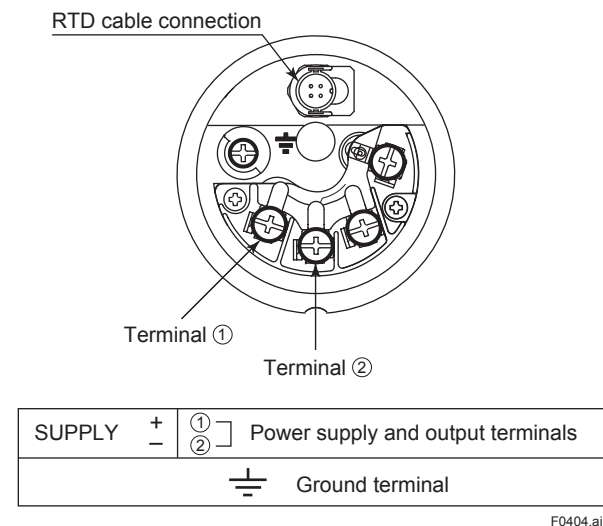 RTD cable connection
Terminal ①
Terminal ②
SUPPLY + ① Power supply and output terminals
− ②
Ground terminal
F0404.ai